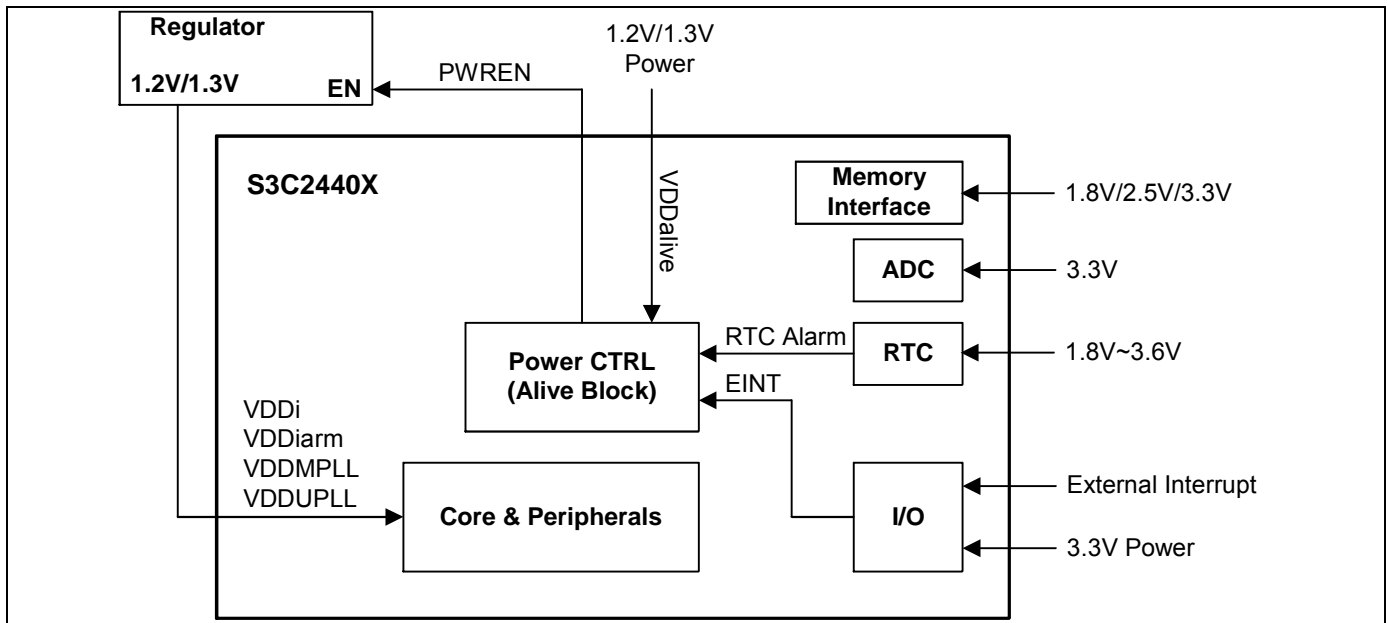 Regulator
1.2V/1.3V
EN
PWREN
1.2V/1.3V
Power
S3C2440X
VDDalive
Memory
Interface
1.8V/2.5V/3.3V
ADC
3.3V
RTC Alarm
RTC
1.8V~3.6V
Power CTRL
(Alive Block)
EINT
VDDi
VDDiarm
VDDMPLL
VDDUPLL
Core & Peripherals
I/O
External Interrupt
3.3V Power